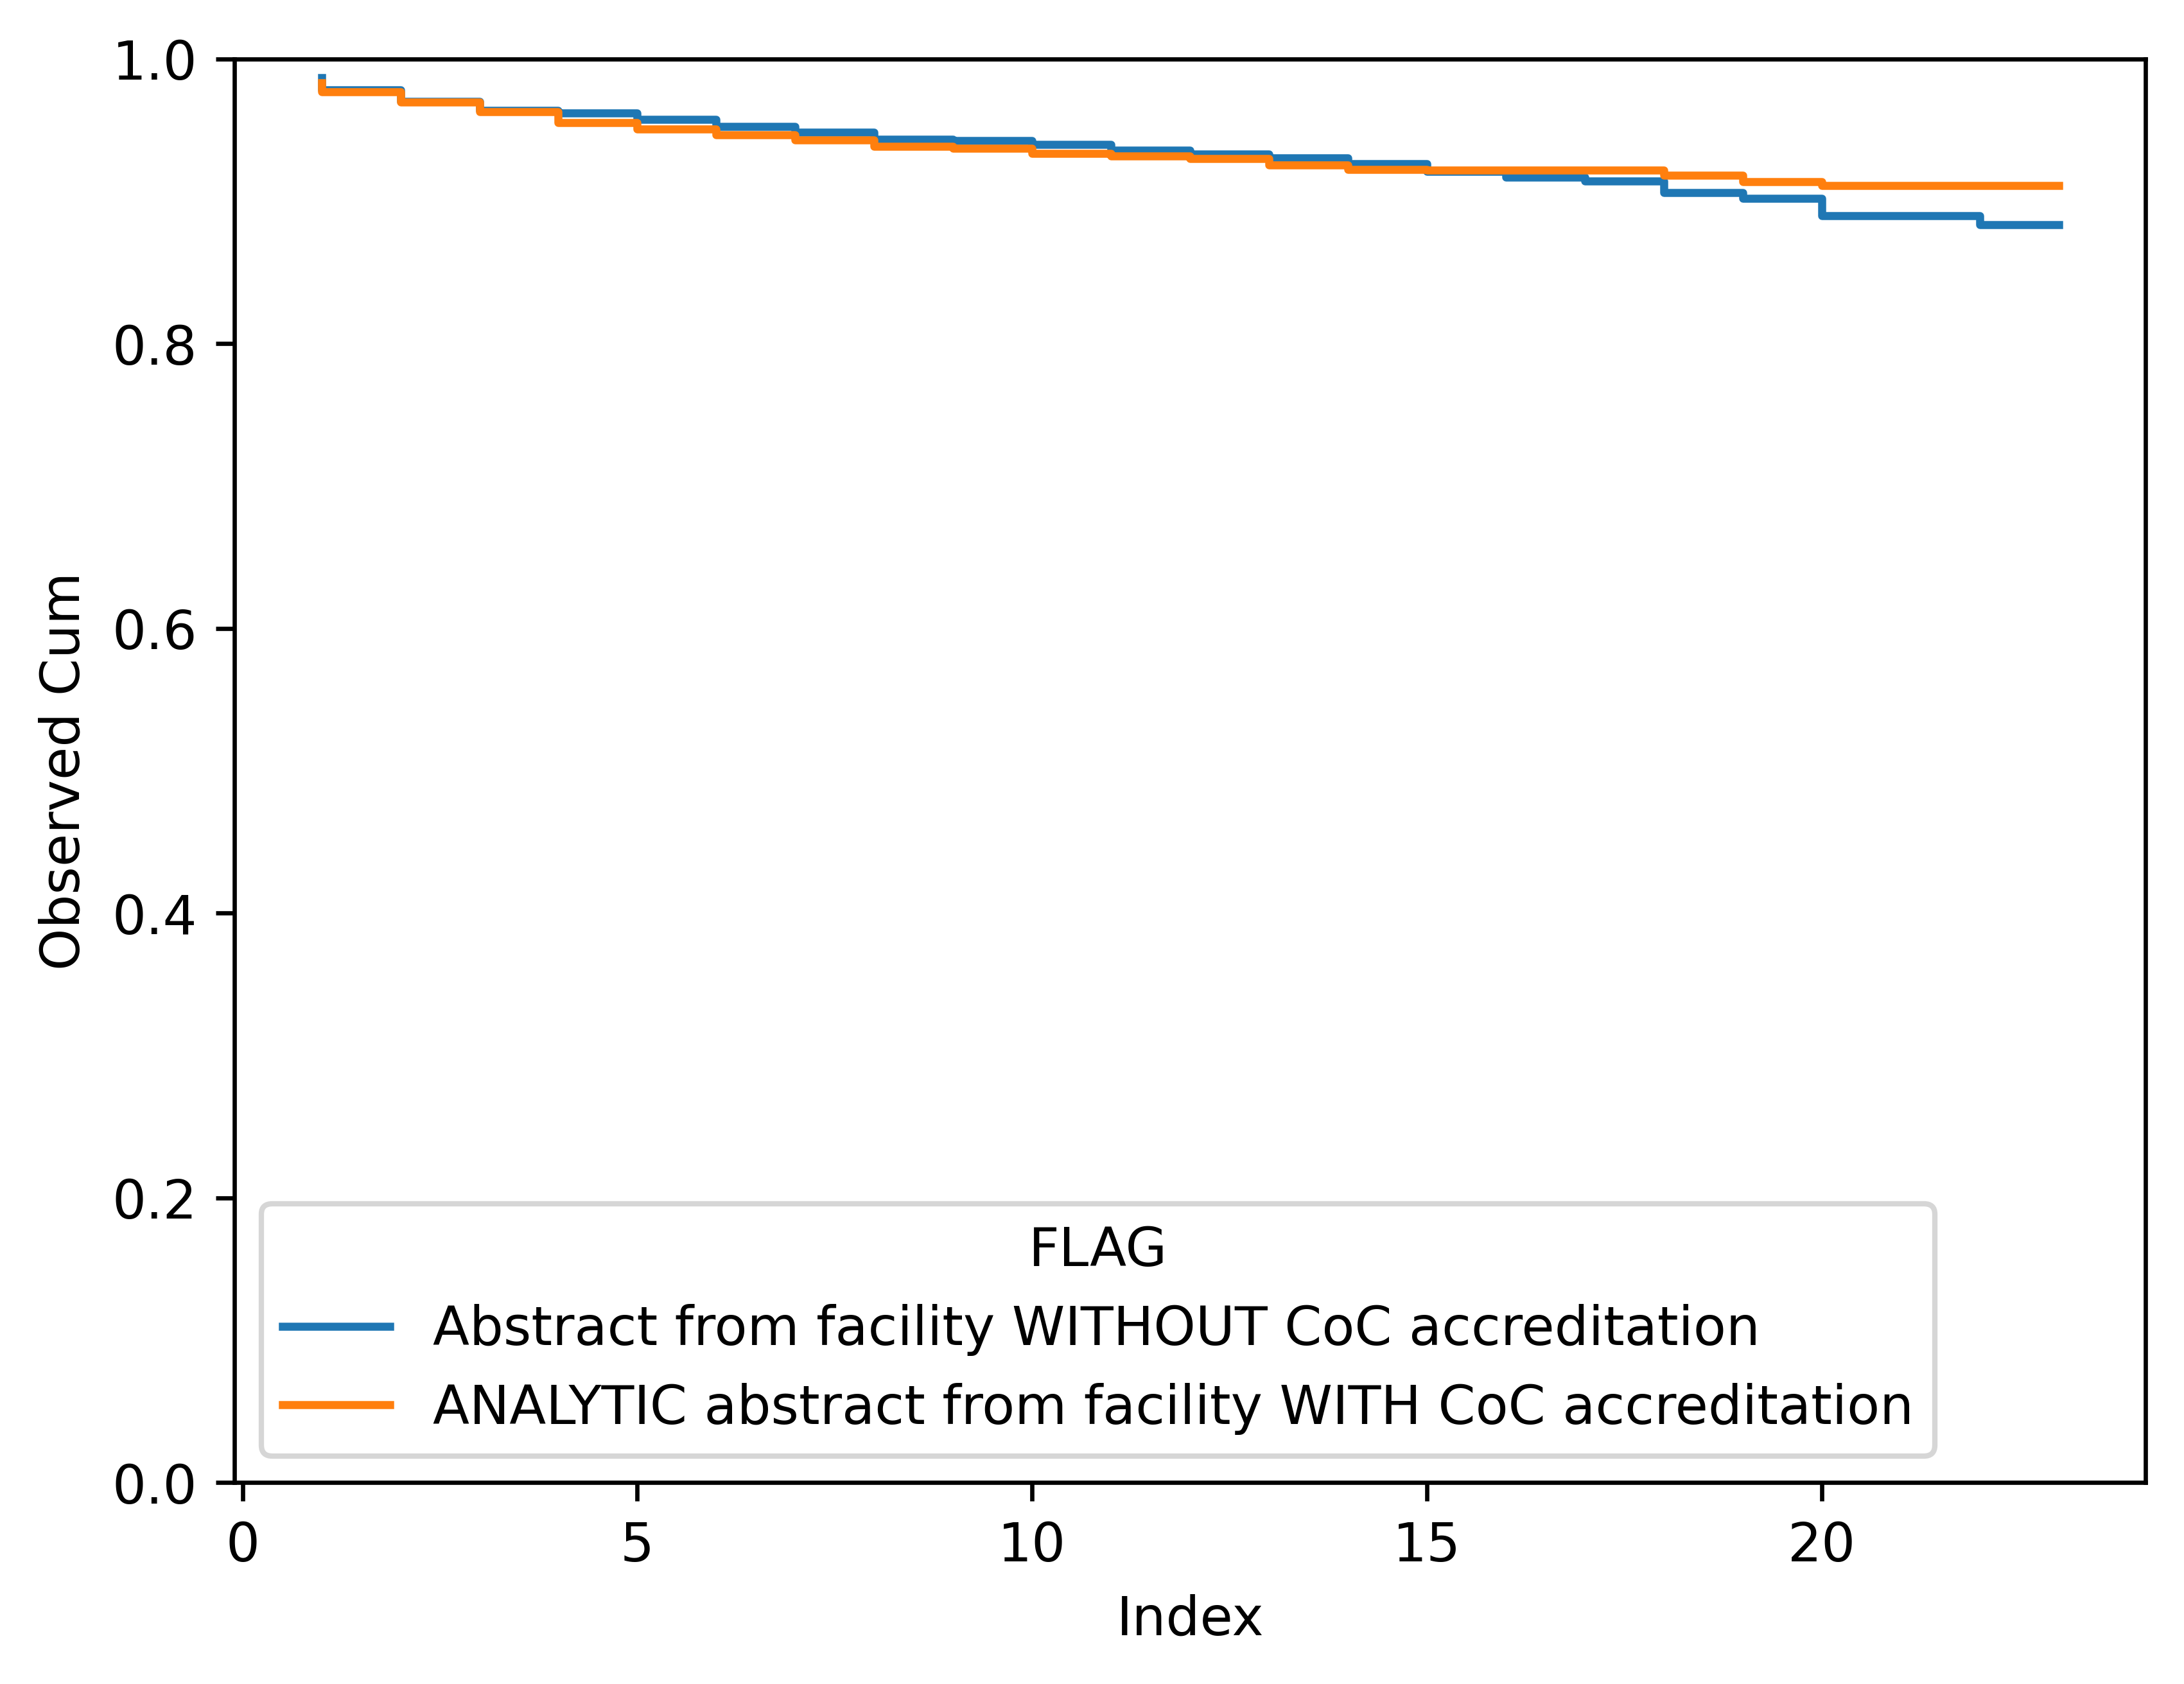 1.0
0.8
0.6
0.4
0.2
0.0
Observed Cum
FLAG
Abstract from facility WITHOUT CoC accreditation
ANALYTIC abstract from facility WITH CoC accreditation
0 5 10 15 20
Index